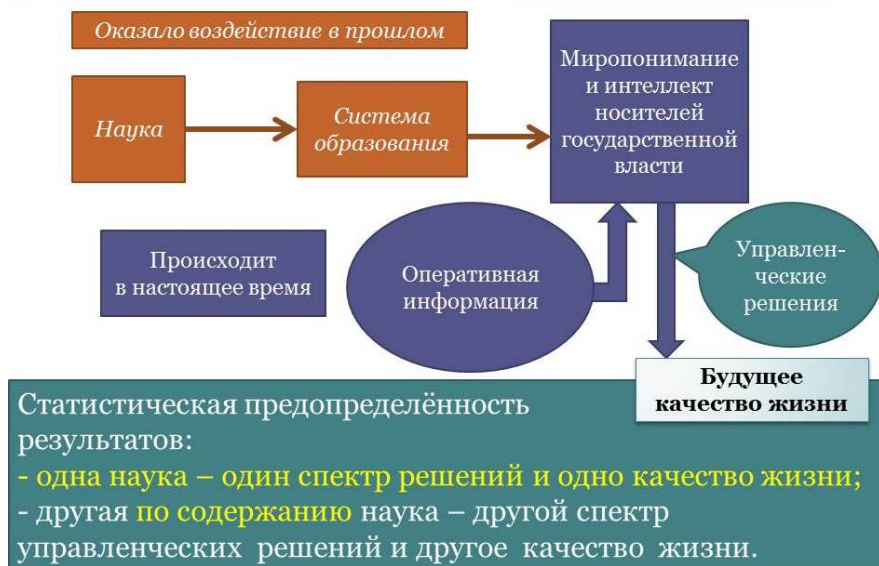 Оказало воздействие в прошлом
Наука
Система
образования
Миропонимание
и интеллект
носителей
государственной
власти
Происходит
в настоящее время
Оперативная
информация
Управлен-
ческие
решения
Будущее
качество жизни
Статистическая предопределённость
результатов:
- одна наука – один спектр решений и одно качество жизни;
- другая по содержанию наука – другой спектр
управленческих решений и другое качество жизни.